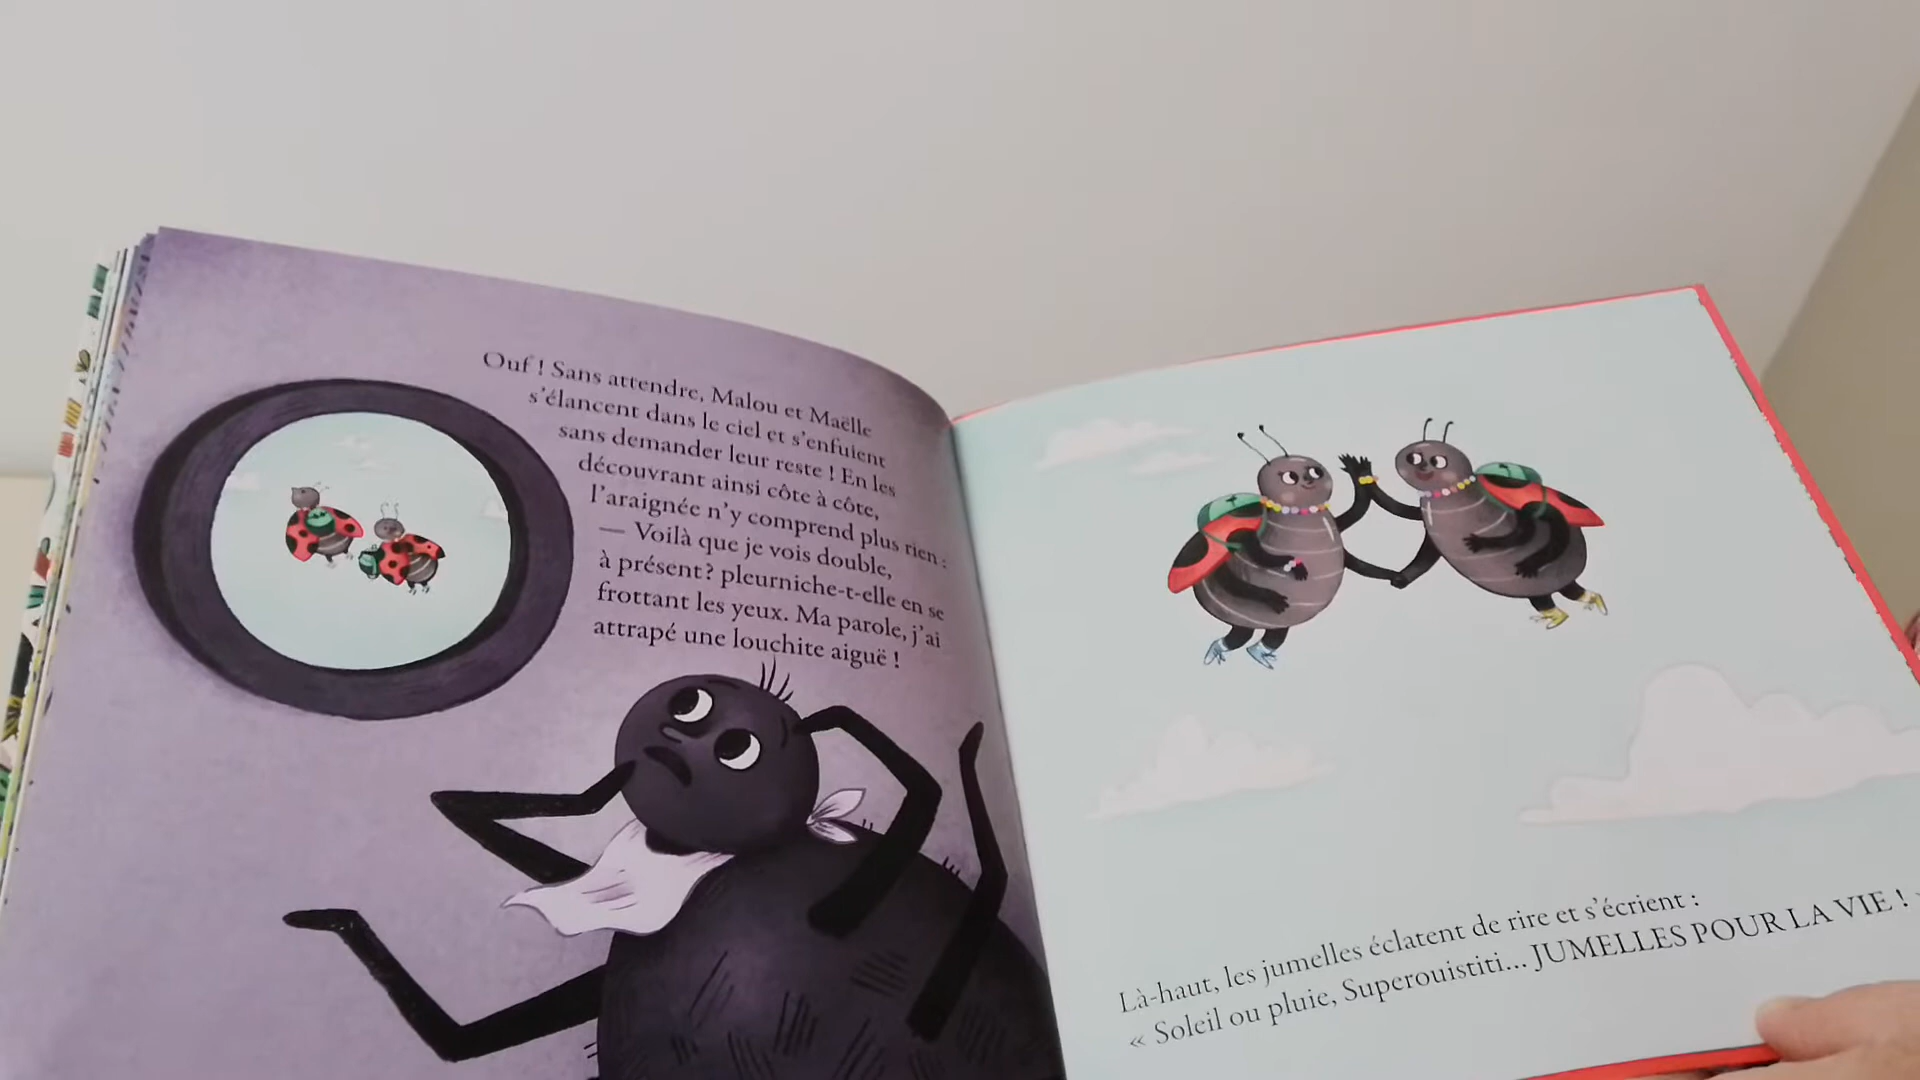 Ouf ! Sans attendre, Malou et Maëlle
s'élancent dans le ciel et s'enfuient
sans demander leur reste ! En les
découvrant ainsi côte à côte,
l'araignée n'y comprend plus rien :
— Voilà que je vois double,
à présent? pleurniche-t-elle en se
frottant les yeux. Ma parole, j'ai
attrapé une louchite aiguë !
Là-haut, les jumelles éclatent de rire et s'écrient :
« Soleil ou pluie, Superouistiti... JUMELLES POUR LA VIE ! »